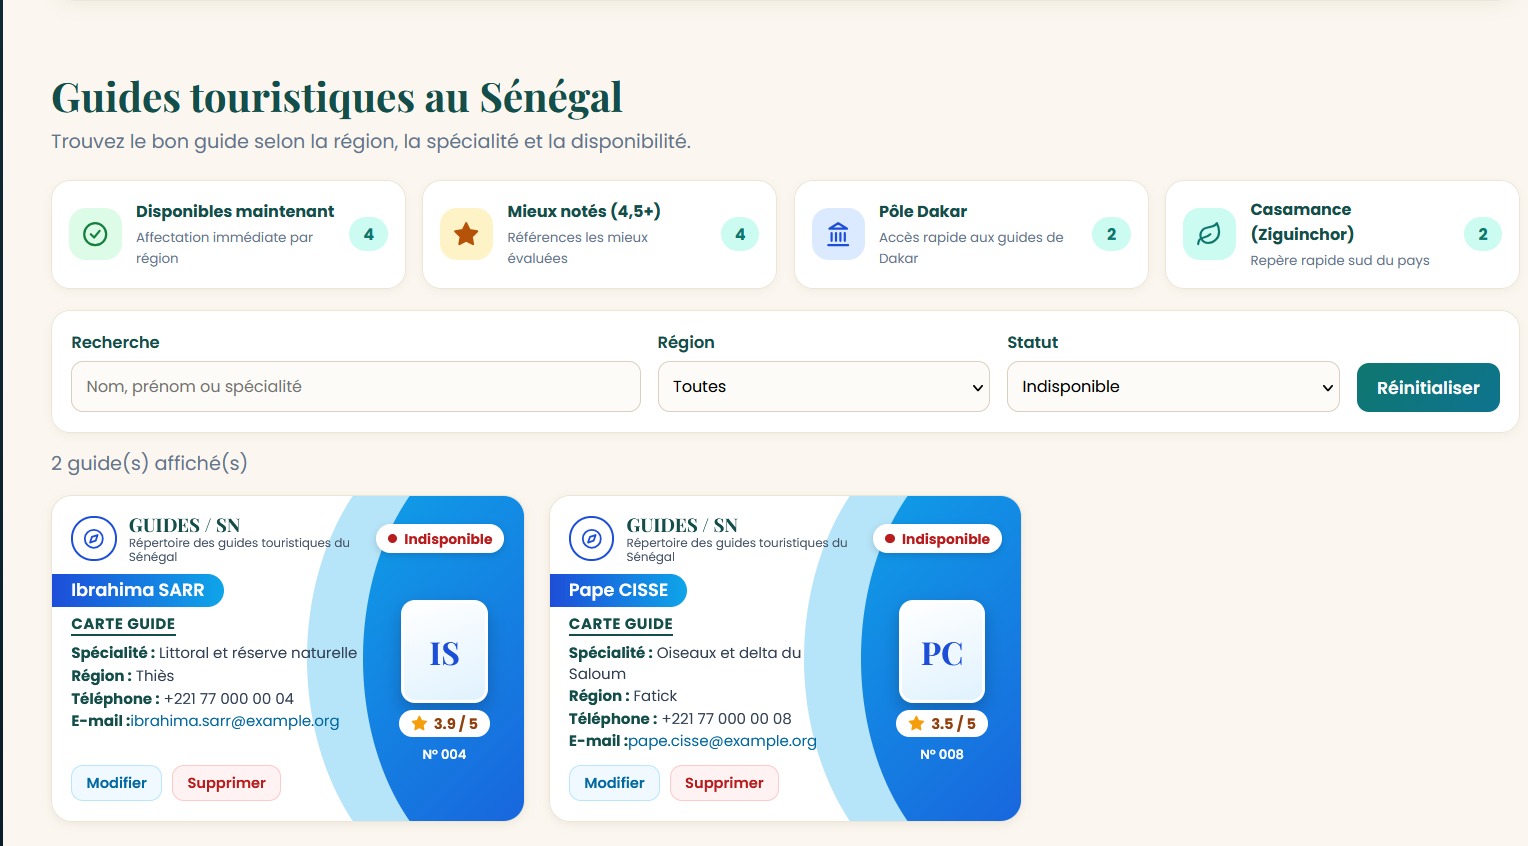 Guides touristiques au Sénégal
Trouvez le bon guide selon la région, la spécialité et la disponibilité.
Disponibles maintenant
Affectation immédiate par
région
4
Mieux notés (4,5+)
Références les mieux
évaluées
4
Pôle Dakar
Accès rapide aux guides de
Dakar
2
Casamance
(Ziguinchor)
Repère rapide sud du pays
2
Recherche
Nom, prénom ou spécialité
Région
Toutes
Statut
Indisponible
Réinitialiser
2 guide(s) affiché(s)
GUIDES / SN
Répertoire des guides touristiques du
Sénégal
Indisponible
Ibrahima SARR
CARTE GUIDE
Spécialité : Littoral et réserve naturelle
Région : Thiès
Téléphone : +221 77 000 00 04
E-mail :ibrahima.sarr@example.org
IS
3.9 / 5
N° 004
Modifier
Supprimer
GUIDES / SN
Répertoire des guides touristiques du
Sénégal
Indisponible
Pape CISSE
CARTE GUIDE
Spécialité : Oiseaux et delta du
Saloum
Région : Fatick
Téléphone : +221 77 000 00 08
E-mail :pape.cisse@example.org
PC
3.5 / 5
N° 008
Modifier
Supprimer